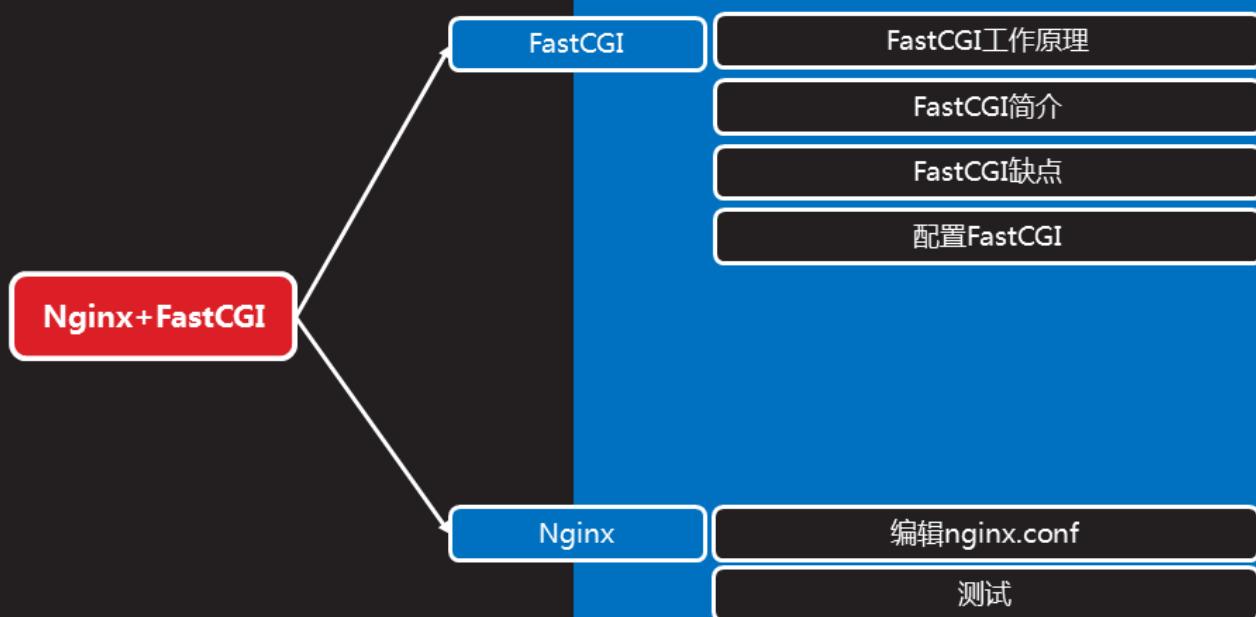 FastCGI
FastCGI工作原理
FastCGI简介
FastCGI缺点
配置FastCGI
Nginx+FastCGI
Nginx
编辑nginx.conf
测试